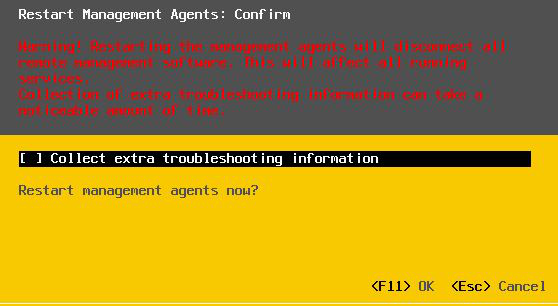 Restart Management Agents: Confirm
Warning! Restarting the management agents will disconnect all
remote management software. This will affect all running
services.
Collection of extra troubleshooting information can take a
noticeable amount of time.
[ ] Collect extra troubleshooting information
Restart management agents now?
<F11> OK <Esc> Cancel